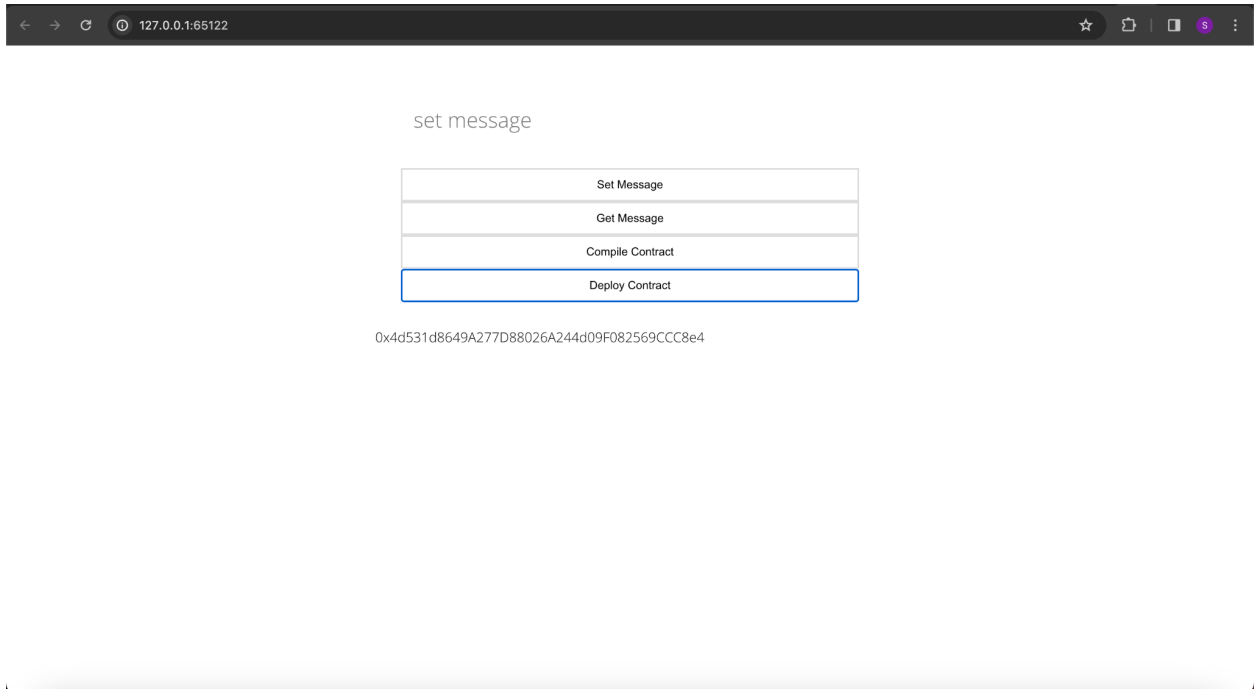 127.0.0.1:65122
S
set message
Set Message
Get Message
Compile Contract
Deploy Contract
0x4d531d8649A277D88026A244d09F082569CCC8e4